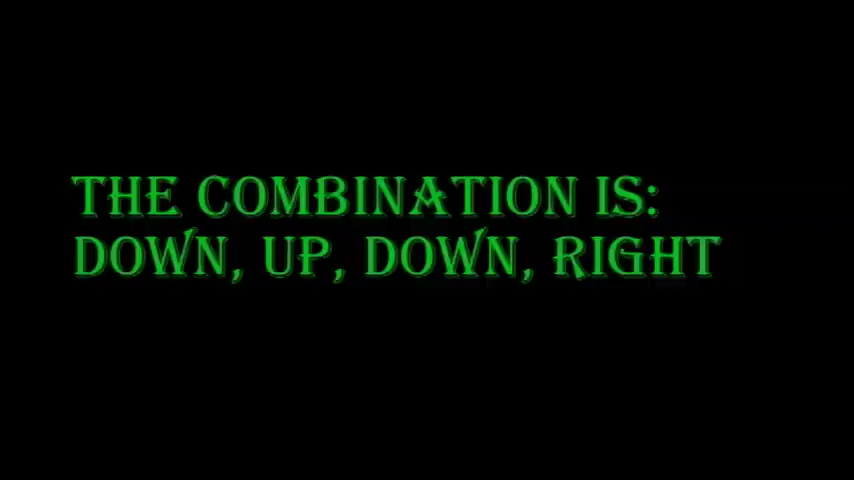 THE COMBINATION IS:
DOWN, UP, DOWN, RIGHT